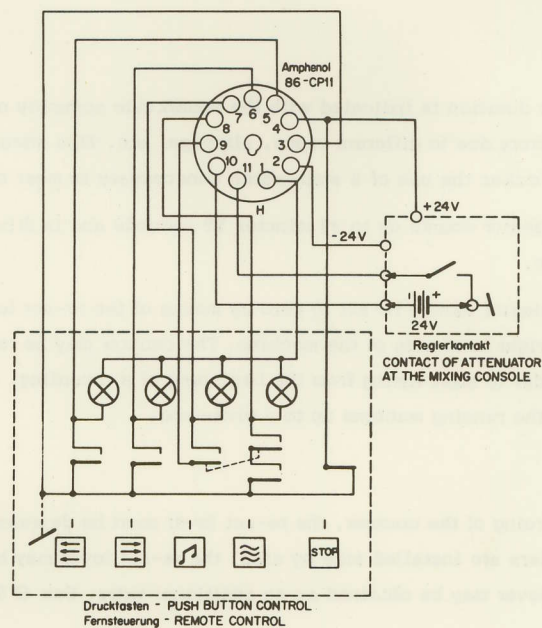 Amphenol
86-CP11
7 6 5
8 4
9 3
10 2
11 1
H
+24V
-24V
24V
Reglerkontakt
CONTACT OF ATTENUATOR
AT THE MIXING CONSOLE
STOP
Drucktasten - PUSH BUTTON CONTROL
Fernsteuerung - REMOTE CONTROL